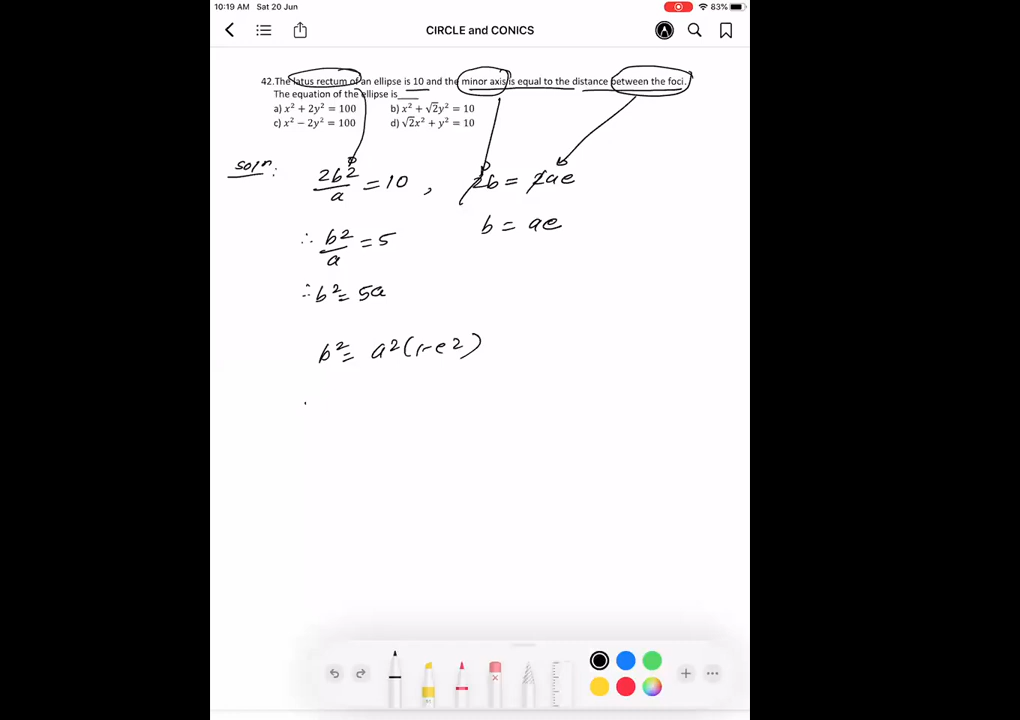 10:19 AM Sat 20 Jun 83%
CIRCLE and CONICS
42.The latus rectum of an ellipse is 10 and the minor axis is equal to the distance between the foci.
The equation of the ellipse is___
a) x² + 2y² = 100 b) x² + √2y² = 10
c) x² − 2y² = 100 d) √2x² + y² = 10
Solⁿ:
2b²/a = 10 , 2b = 2ae
b = ae
∴ b²/a = 5
∴ b² = 5a
b² = a²(1-e²)